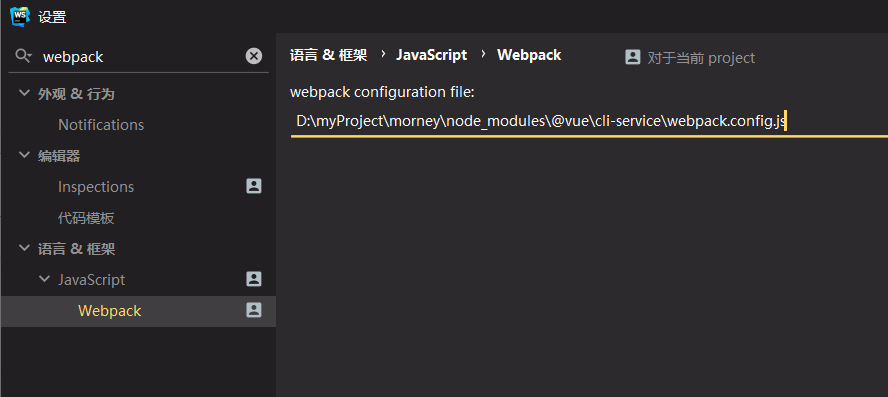 WS 设置
webpack
外观 & 行为
Notifications
编辑器
Inspections
代码模板
语言 & 框架
JavaScript
Webpack
语言 & 框架 › JavaScript › Webpack 对于当前 project
webpack configuration file:
D:\myProject\morney\node_modules\@vue\cli-service\webpack.config.js